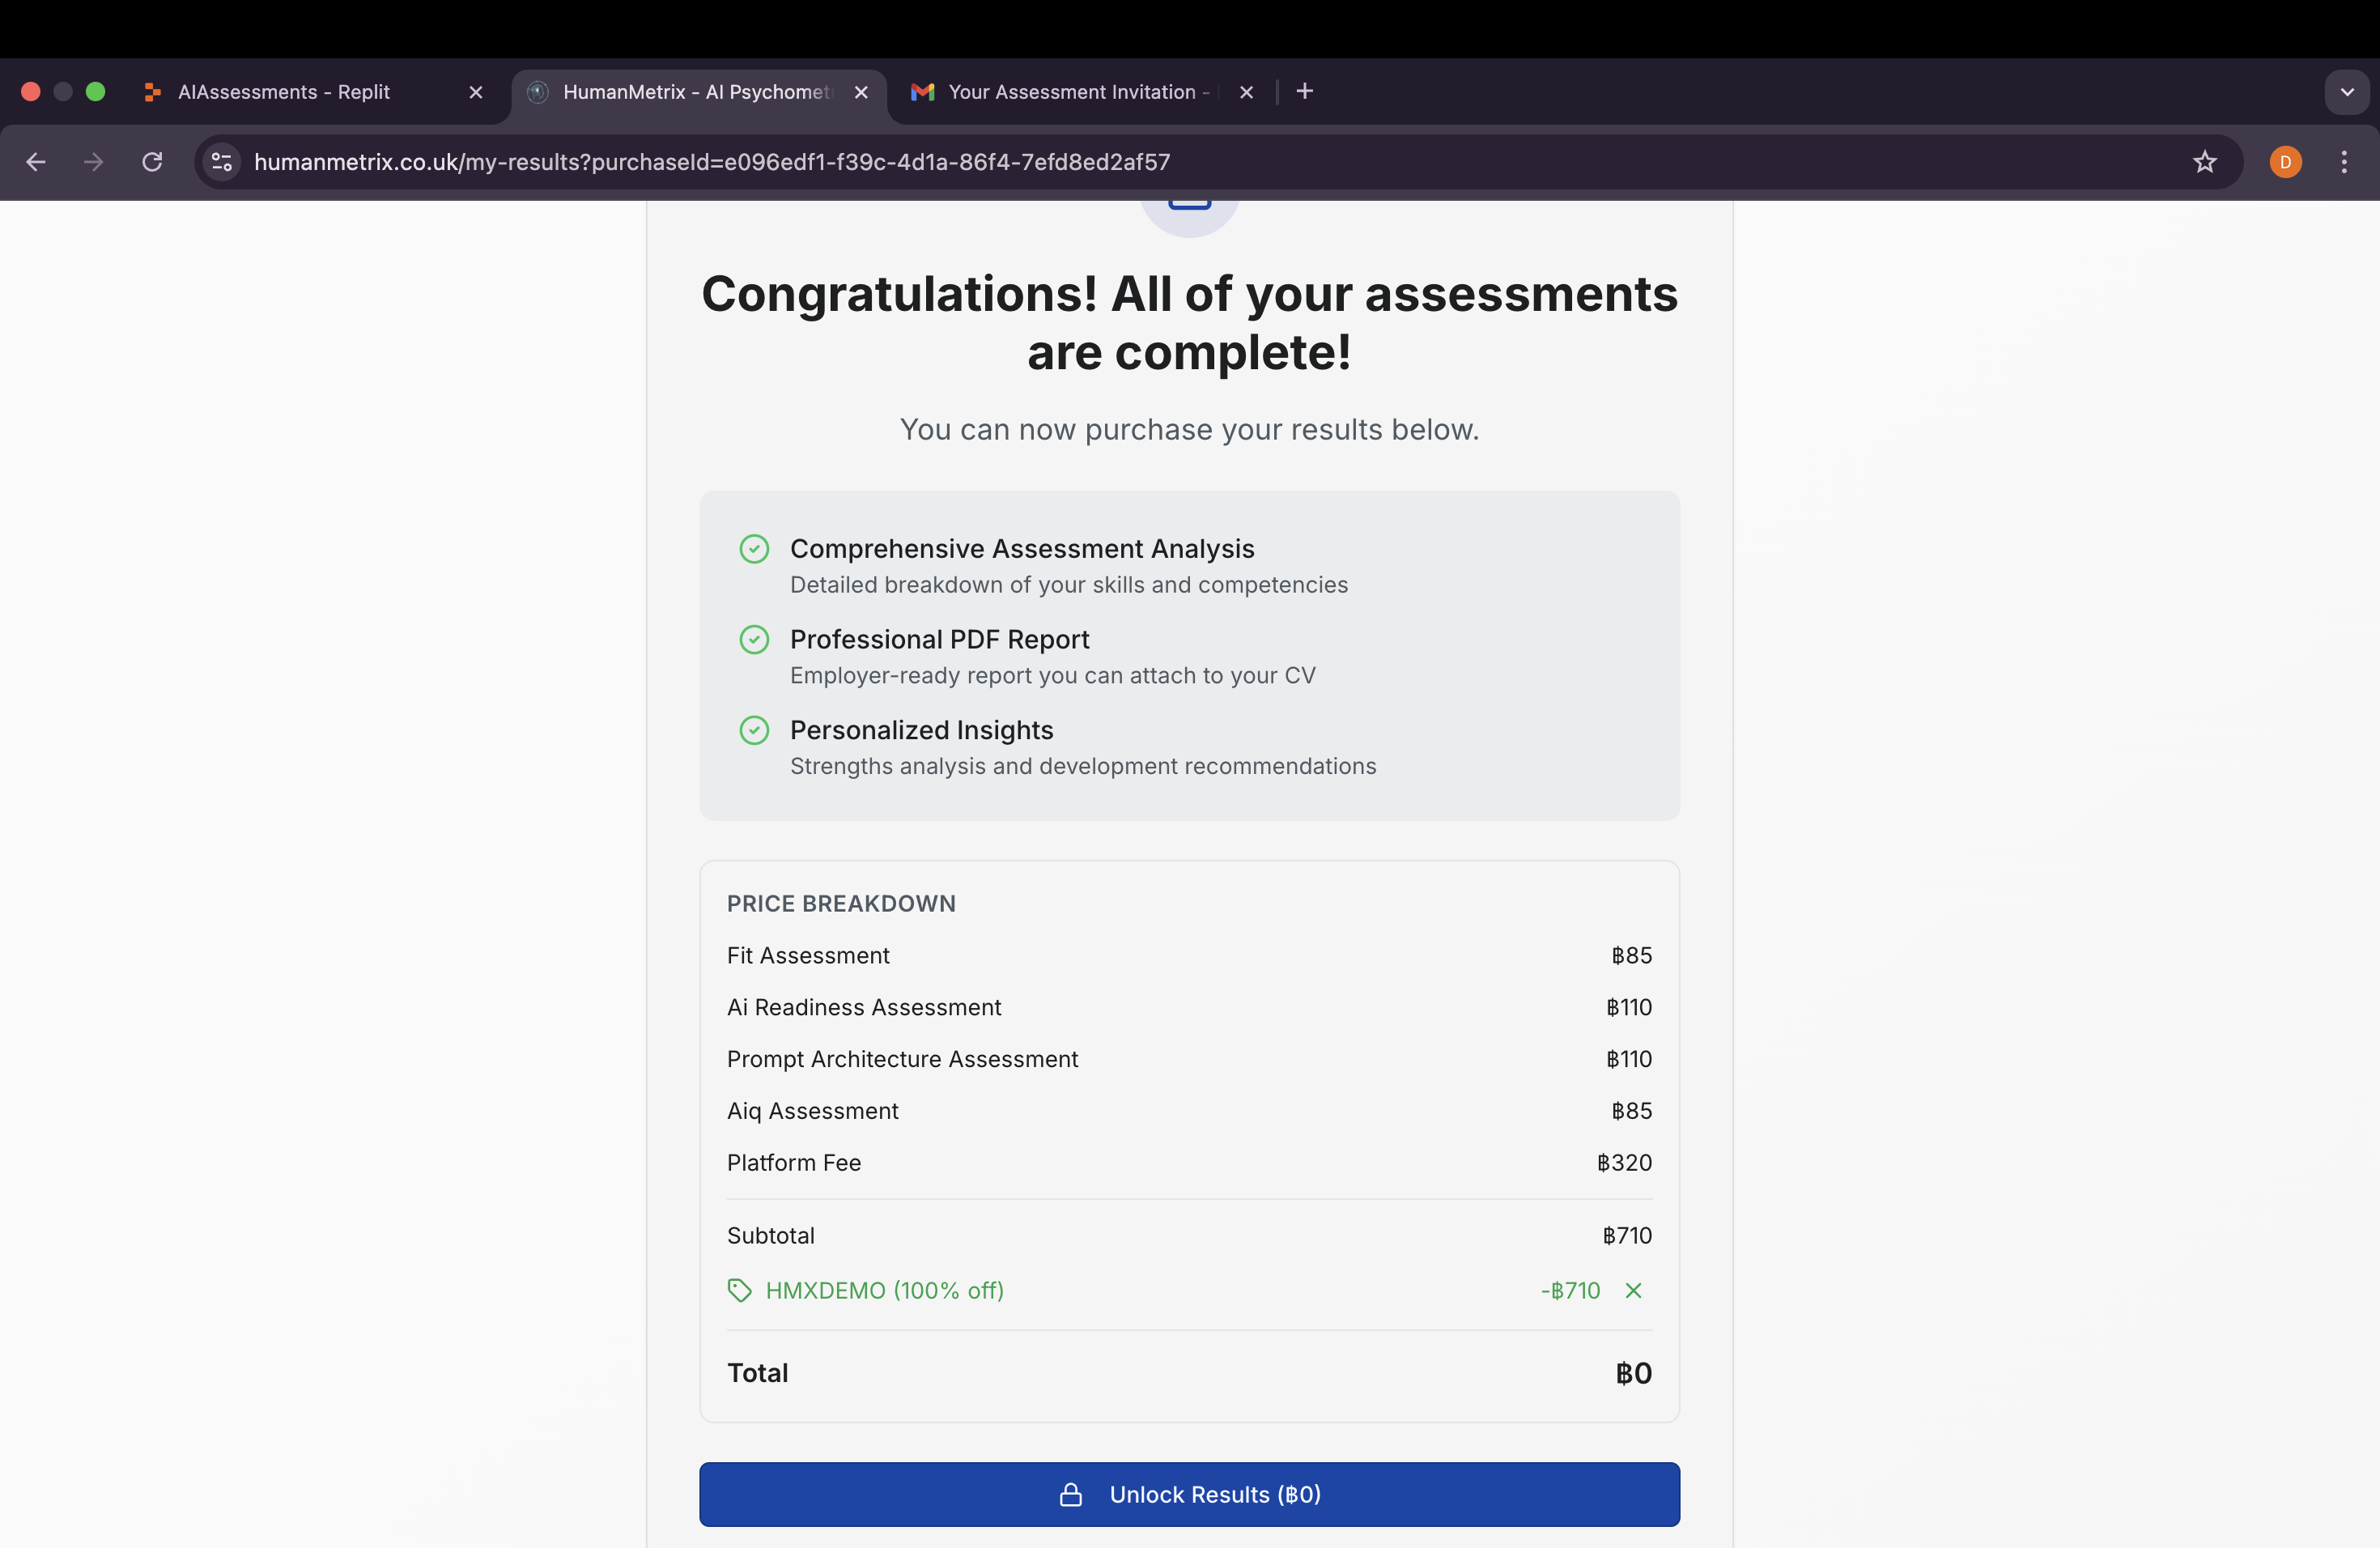 AIAssessments - Replit
HumanMetrix - AI Psychomet
Your Assessment Invitation -
humanmetrix.co.uk/my-results?purchaseId=e096edf1-f39c-4d1a-86f4-7efd8ed2af57
D
Congratulations! All of your assessments
are complete!
You can now purchase your results below.
Comprehensive Assessment Analysis
Detailed breakdown of your skills and competencies
Professional PDF Report
Employer-ready report you can attach to your CV
Personalized Insights
Strengths analysis and development recommendations
PRICE BREAKDOWN
Fit Assessment ฿85
Ai Readiness Assessment ฿110
Prompt Architecture Assessment ฿110
Aiq Assessment ฿85
Platform Fee ฿320
Subtotal ฿710
HMXDEMO (100% off) -฿710
Total ฿0
Unlock Results (฿0)